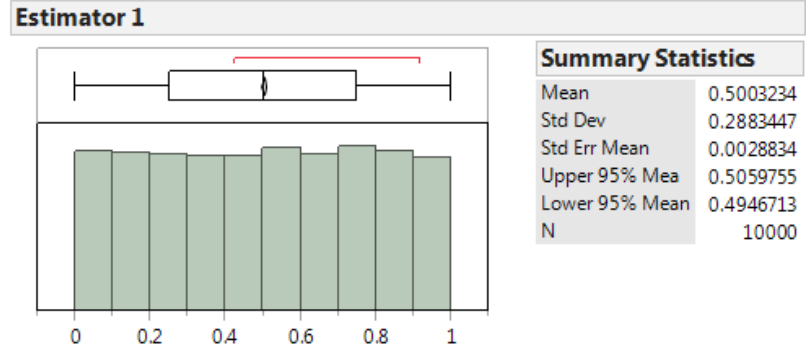 Estimator 1
Summary Statistics
Mean 0.5003234
Std Dev 0.2883447
Std Err Mean 0.0028834
Upper 95% Mea 0.5059755
Lower 95% Mean 0.4946713
N 10000
0 0.2 0.4 0.6 0.8 1